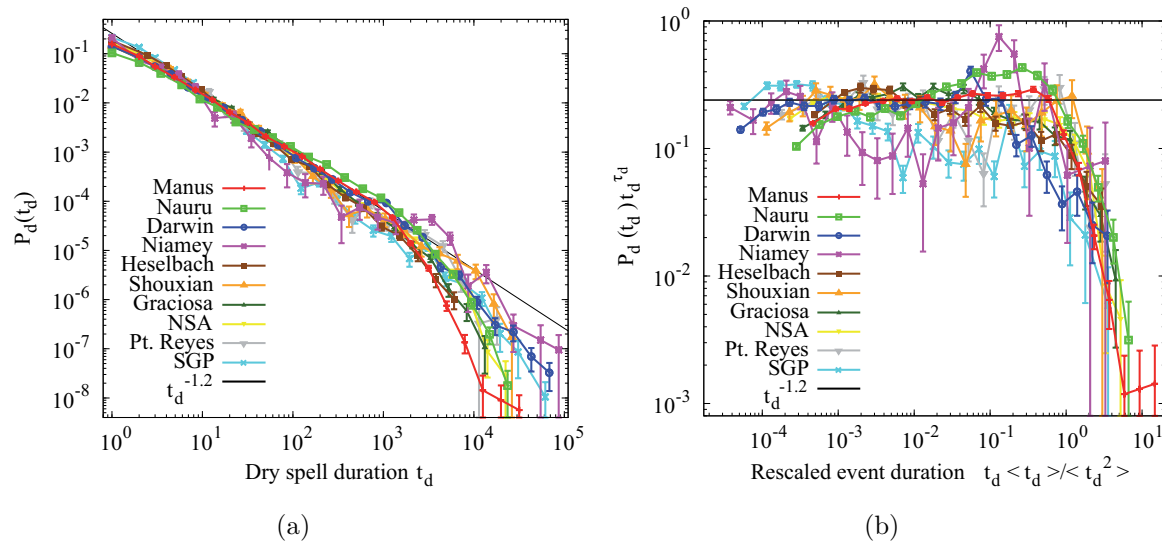 P_d(t_d)
10^-1
10^-2
10^-3
10^-4
10^-5
10^-6
10^-7
10^-8
Manus
Nauru
Darwin
Niamey
Heselbach
Shouxian
Graciosa
NSA
Pt. Reyes
SGP
t_d^-1.2
10^0 10^1 10^2 10^3 10^4 10^5
Dry spell duration t_d
(a)
P_d (t_d) t_d^τ_d
10^0
10^-1
10^-2
10^-3
Manus
Nauru
Darwin
Niamey
Heselbach
Shouxian
Graciosa
NSA
Pt. Reyes
SGP
t_d^-1.2
10^-4 10^-3 10^-2 10^-1 10^0 10^1
Rescaled event duration t_d < t_d >/< t_d^2 >
(b)